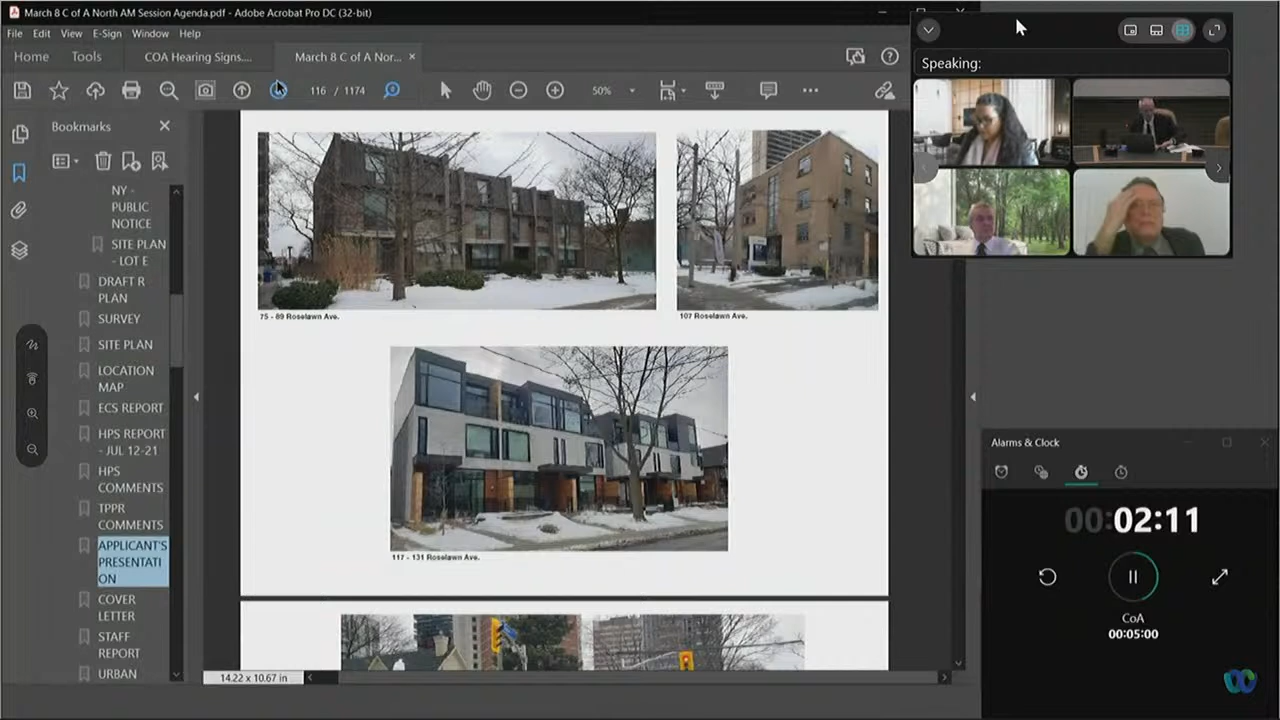 March 8 C of A North AM Session Agenda.pdf - Adobe Acrobat Pro DC (32-bit)
File Edit View E-Sign Window Help
Home Tools COA Hearing Signs.... March 8 C of A Nor... ×
116 / 1174 50%
Bookmarks
NY -
PUBLIC
NOTICE
SITE PLAN
- LOT E
DRAFT R
PLAN
SURVEY
SITE PLAN
LOCATION
MAP
ECS REPORT
HPS REPORT
- JUL 12-21
HPS
COMMENTS
TPPR
COMMENTS
APPLICANT'S
PRESENTATI
ON
COVER
LETTER
STAFF
REPORT
URBAN
75 - 89 Roselawn Ave.
107 Roselawn Ave.
117 - 131 Roselawn Ave.
14.22 x 10.67 in
Speaking:
Alarms & Clock
00:02:11
CoA
00:05:00